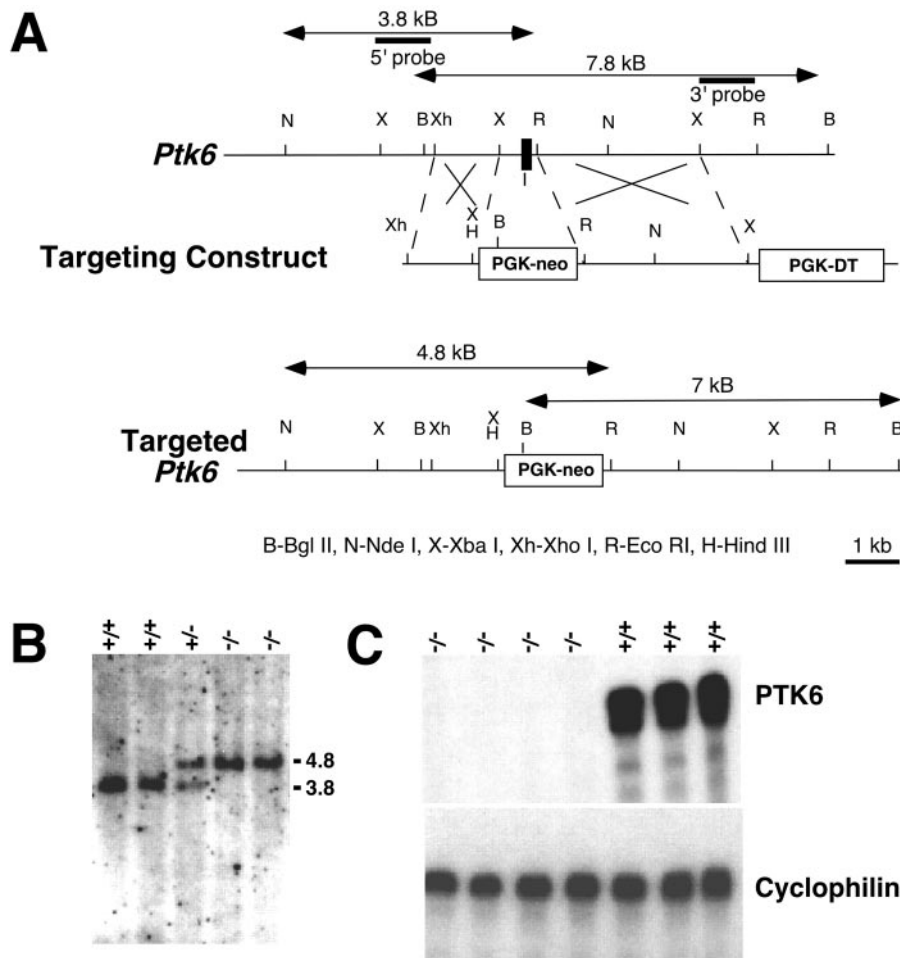 A
3.8 kB
5' probe
7.8 kB
3' probe
N X B Xh X R N X R B
Ptk6
I
Xh X H B R N X
Targeting Construct
PGK-neo
PGK-DT
4.8 kB
7 kB
N X B Xh X H B R N X R B
Targeted
Ptk6
PGK-neo
B-Bgl II, N-Nde I, X-Xba I, Xh-Xho I, R-Eco RI, H-Hind III
1 kb
B
+/+ +/+ +/- -/- -/-
- 4.8
- 3.8
C
-/- -/- -/- -/- +/+ +/+ +/+
PTK6
Cyclophilin